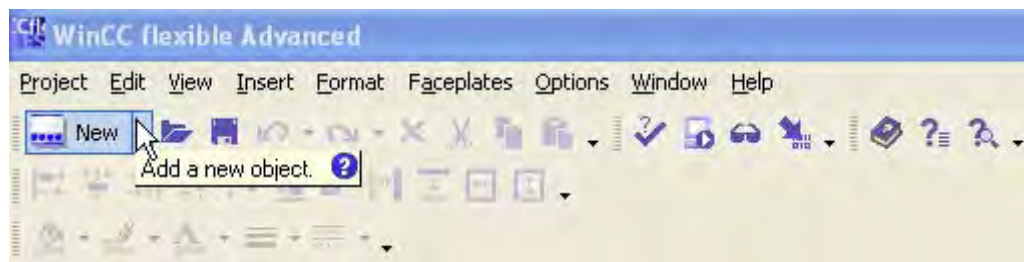 WinCC flexible Advanced
Project Edit View Insert Format Faceplates Options Window Help
New
Add a new object.